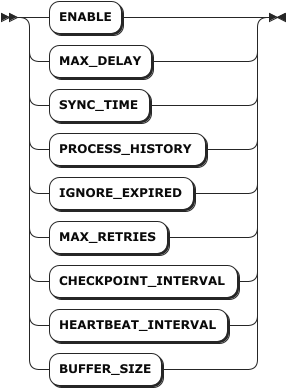 ENABLE
MAX_DELAY
SYNC_TIME
PROCESS_HISTORY
IGNORE_EXPIRED
MAX_RETRIES
CHECKPOINT_INTERVAL
HEARTBEAT_INTERVAL
BUFFER_SIZE